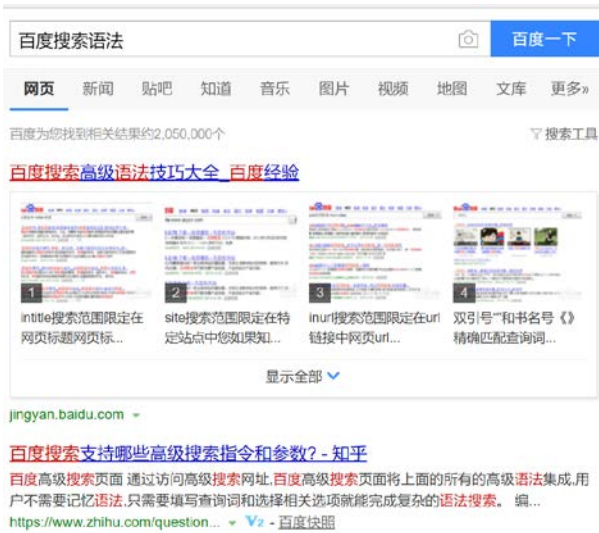 百度搜索语法
百度一下
网页 新闻 贴吧 知道 音乐 图片 视频 地图 文库 更多»
百度为您找到相关结果约2,050,000个
搜索工具
百度搜索高级语法技巧大全_百度经验
1 2 3 4
intitle搜索范围限定在 site搜索范围限定在特 inurl搜索范围限定在url 双引号“”和书名号《》
网页标题网页标... 定站点中您如果知... 链接中网页url... 精确匹配查询词...
显示全部
jingyan.baidu.com
百度搜索支持哪些高级搜索指令和参数? - 知乎
百度高级搜索页面 通过访问高级搜索网址,百度高级搜索页面将上面的所有的高级语法集成,用
户不需要记忆语法,只需要填写查询词和选择相关选项就能完成复杂的语法搜索。 编...
https://www.zhihu.com/question... V2 - 百度快照